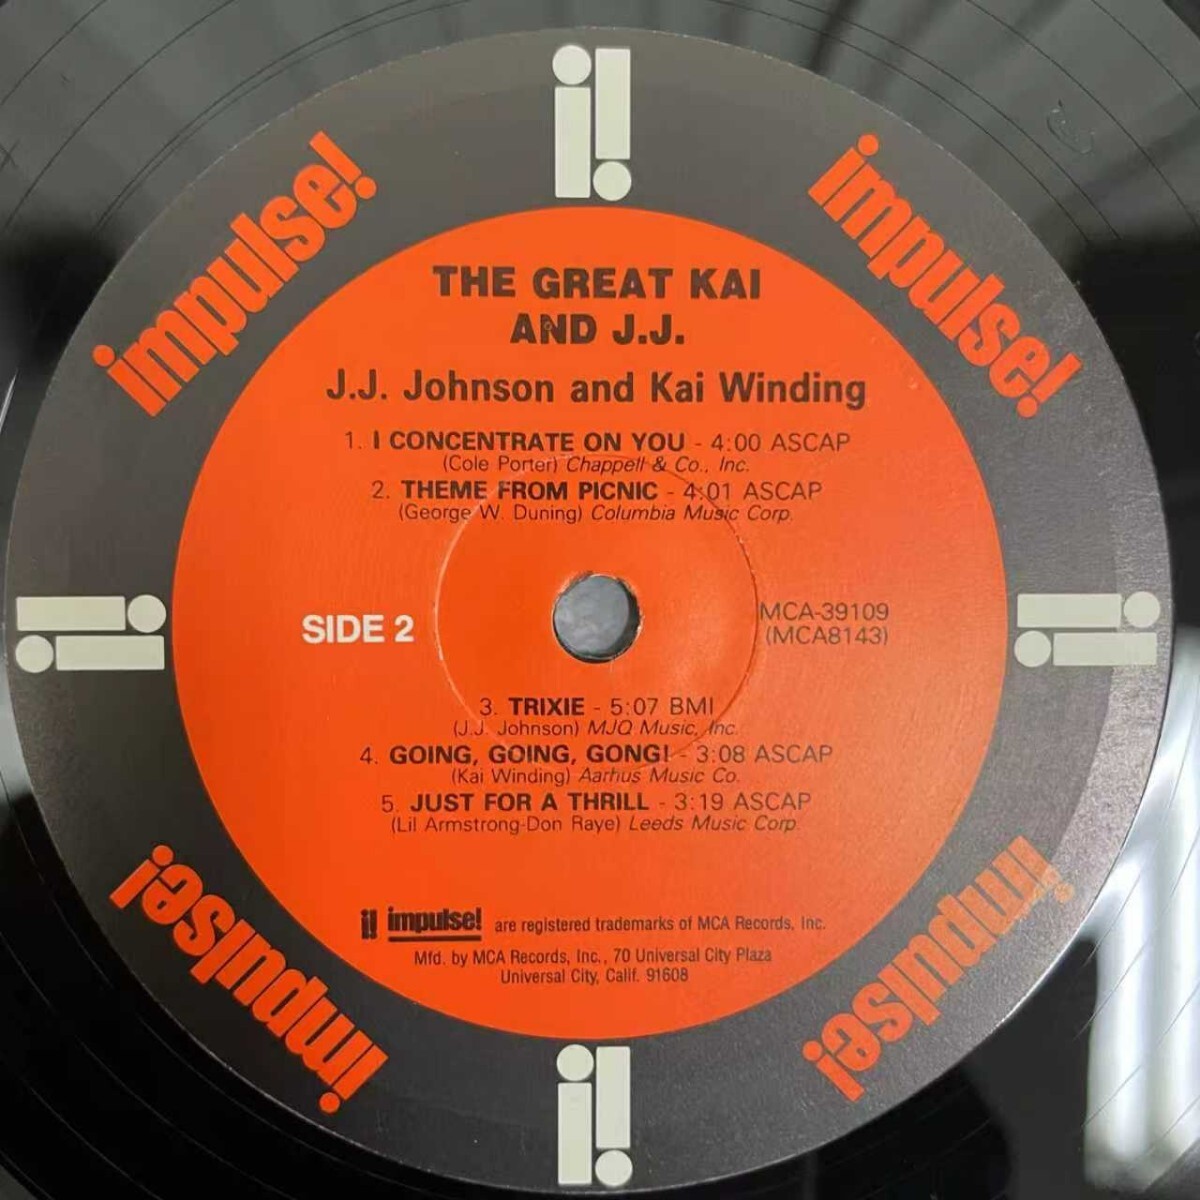 impulse!
impulse!
THE GREAT KAI
AND J.J.
J.J. Johnson and Kai Winding
1. I CONCENTRATE ON YOU - 4:00 ASCAP
(Cole Porter) Chappell & Co., Inc.
2. THEME FROM PICNIC - 4:01 ASCAP
(George W. Duning) Columbia Music Corp.
SIDE 2
MCA-39109
(MCA8143)
3. TRIXIE - 5:07 BMI
(J.J. Johnson) MJQ Music, Inc.
4. GOING, GOING, GONG! - 3:08 ASCAP
(Kai Winding) Aarhus Music Co.
5. JUST FOR A THRILL - 3:19 ASCAP
(Lil Armstrong-Don Raye) Leeds Music Corp.
impulse! are registered trademarks of MCA Records, Inc.
Mfd. by MCA Records, Inc., 70 Universal City Plaza
Universal City, Calif. 91608
impulse!
impulse!